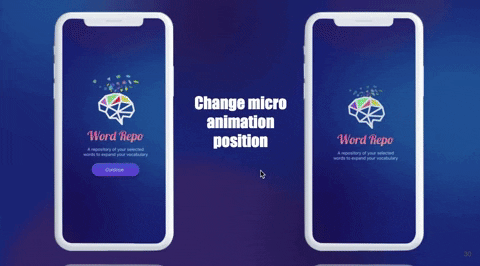 Word Repo
A repository of your selected
words to expand your vocabulary
Continue
Change micro
animation
position
Word Repo
A repository of your selected
words to expand your vocabulary
30